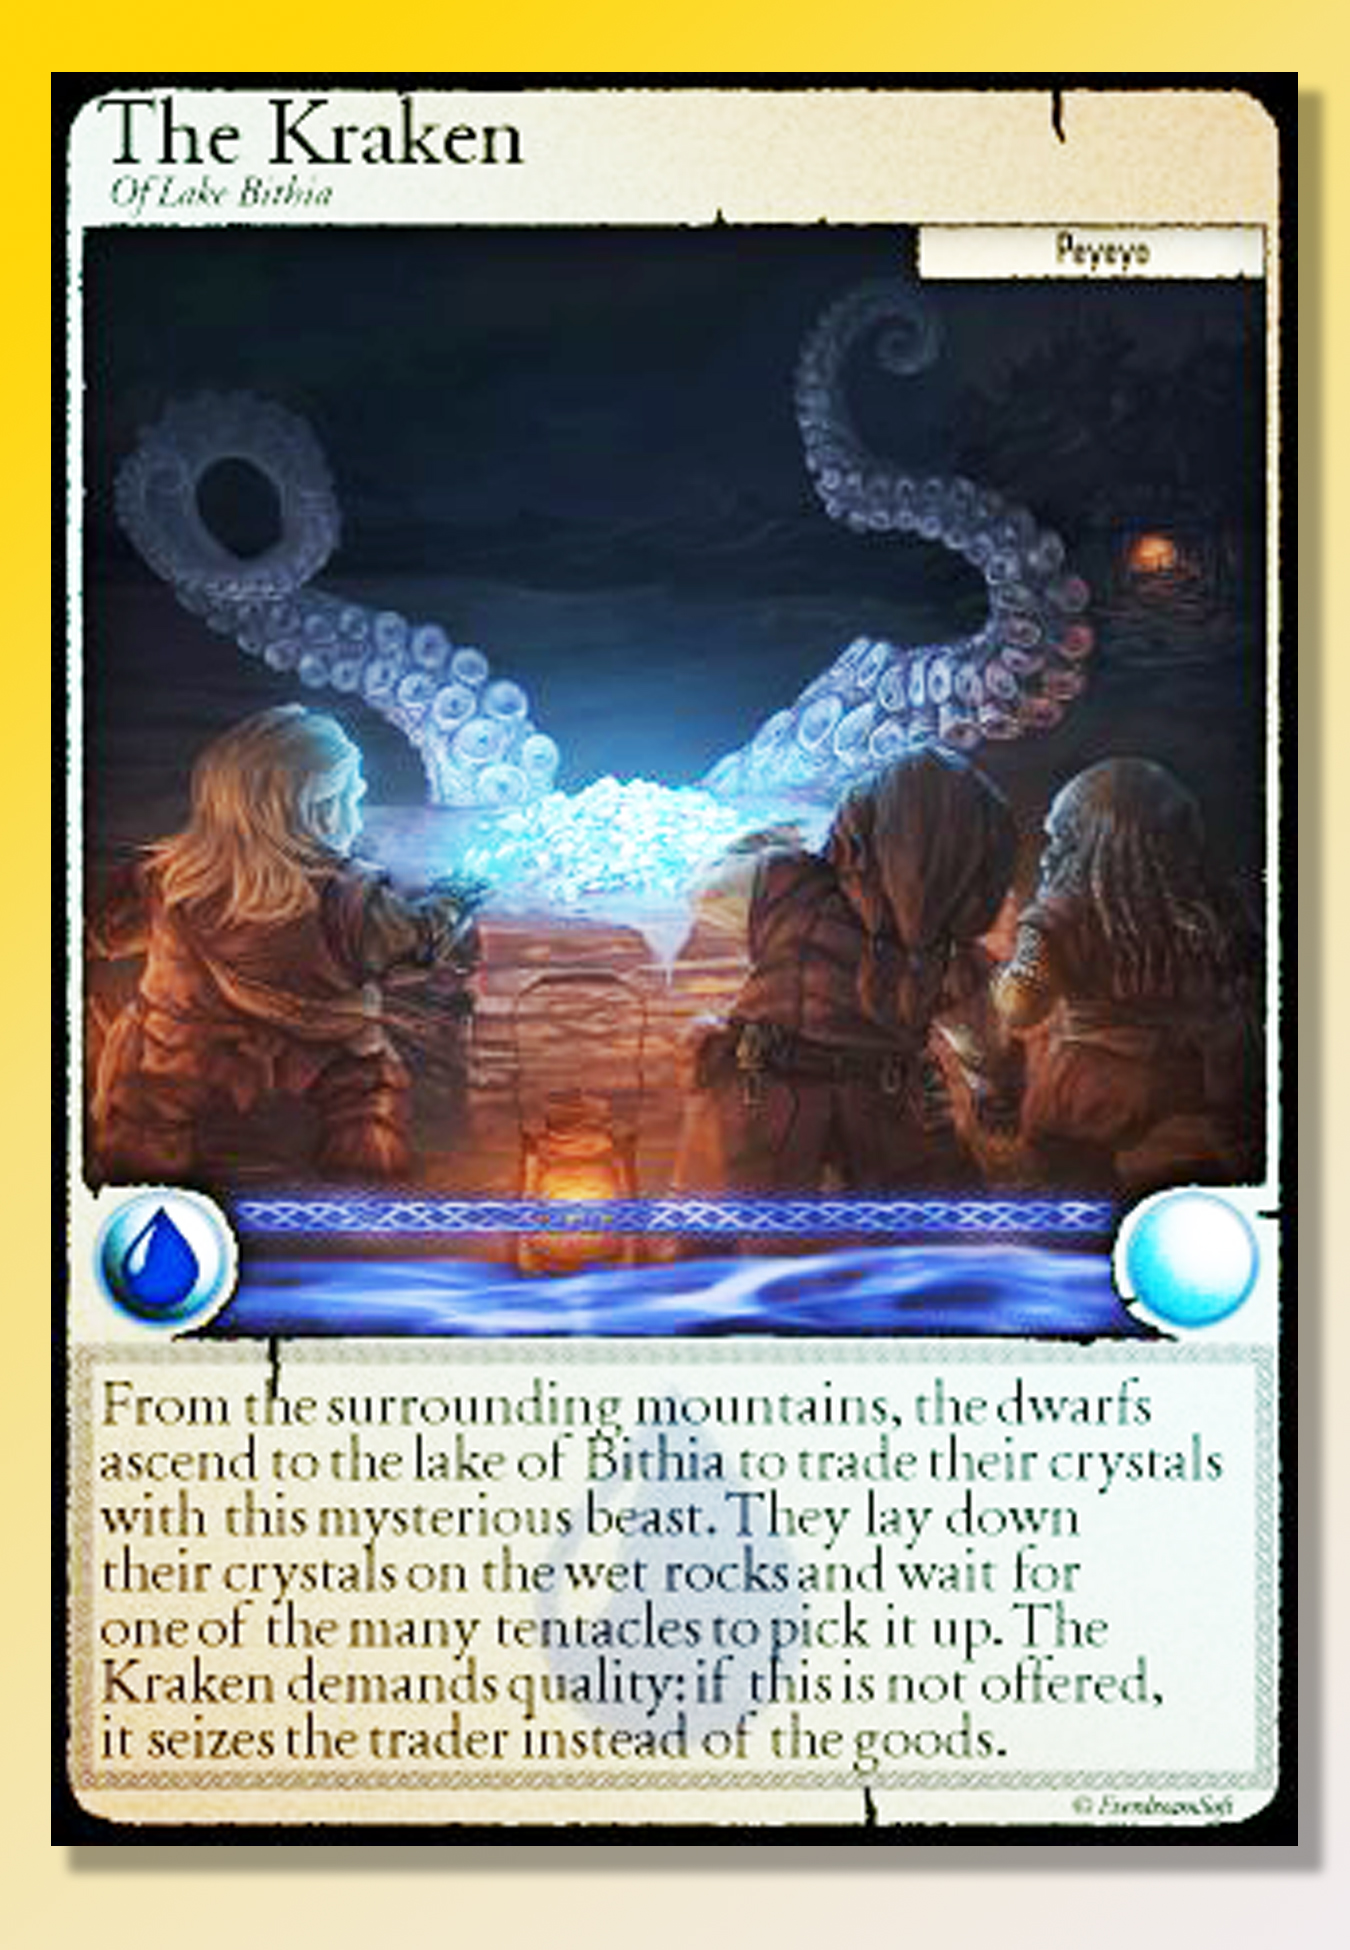 The Kraken
Of Lake Bithia
Peyeyo
From the surrounding mountains, the dwarfs
ascend to the lake of Bithia to trade their crystals
with this mysterious beast. They lay down
their crystals on the wet rocks and wait for
one of the many tentacles to pick it up. The
Kraken demands quality: if this is not offered,
it seizes the trader instead of the goods.
© EverdreamSoft